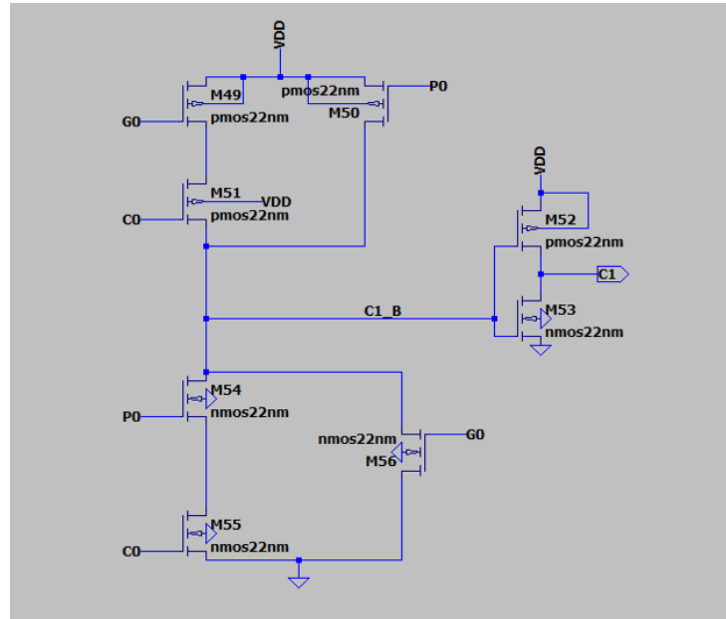 VDD
M49
pmos22nm
G0
pmos22nm
M50
P0
M51
VDD
pmos22nm
C0
VDD
M52
pmos22nm
C1
M53
nmos22nm
C1_B
M54
nmos22nm
P0
nmos22nm
M56
G0
M55
nmos22nm
C0